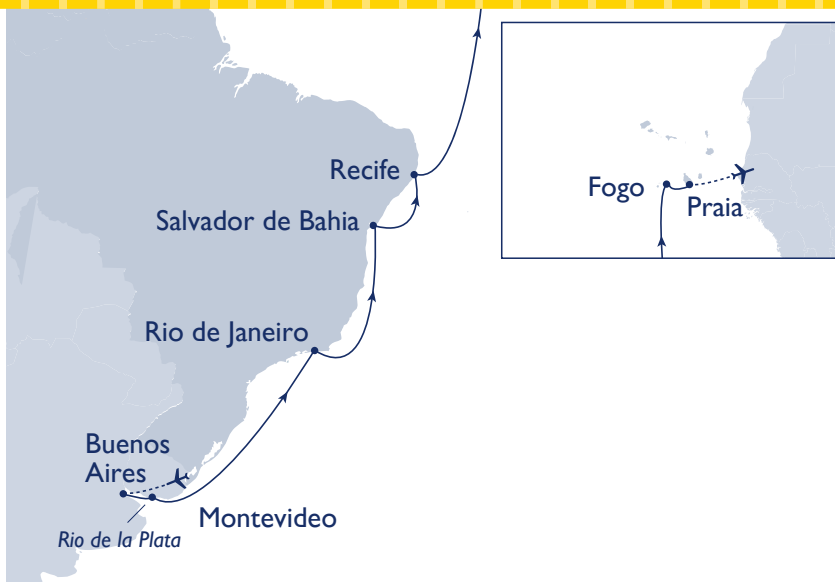 Recife
Salvador de Bahia
Rio de Janeiro
Buenos
Aires
Montevideo
Rio de la Plata
Fogo
Praia